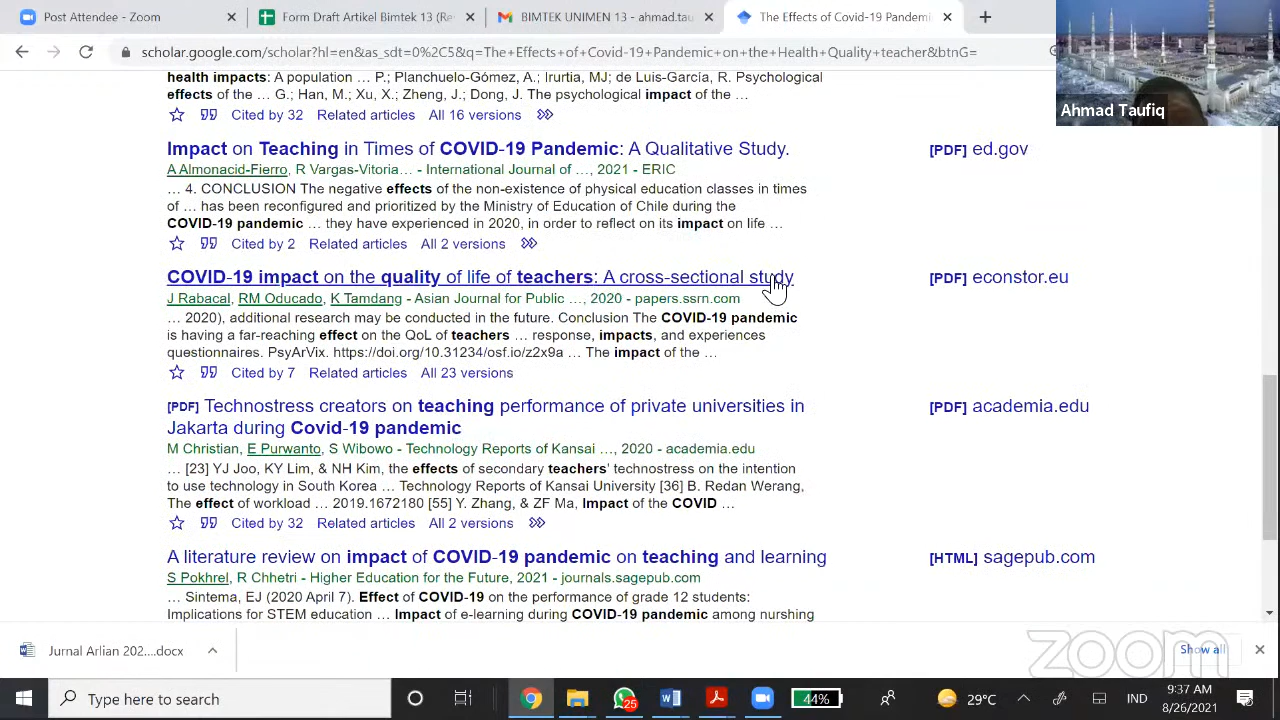 Post Attendee - Zoom
Form Draft Artikel Bimtek 13 (Re
BIMTEK UNIMEN 13 - ahmad.tau
The Effects of Covid-19 Pandemi
scholar.google.com/scholar?hl=en&as_sdt=0%2C5&q=The+Effects+of+Covid-19+Pandemic+on+the+Health+Quality+teacher&btnG=
Ahmad Taufiq
health impacts: A population … P.; Planchuelo-Gómez, A.; Irurtia, MJ; de Luis-García, R. Psychological
effects of the … G.; Han, M.; Xu, X.; Zheng, J.; Dong, J. The psychological impact of the …
Cited by 32 Related articles All 16 versions
Impact on Teaching in Times of COVID-19 Pandemic: A Qualitative Study.
[PDF] ed.gov
A Almonacid-Fierro, R Vargas-Vitoria… - International Journal of …, 2021 - ERIC
… 4. CONCLUSION The negative effects of the non-existence of physical education classes in times
of … has been reconfigured and prioritized by the Ministry of Education of Chile during the
COVID-19 pandemic … they have experienced in 2020, in order to reflect on its impact on life …
Cited by 2 Related articles All 2 versions
COVID-19 impact on the quality of life of teachers: A cross-sectional study
[PDF] econstor.eu
J Rabacal, RM Oducado, K Tamdang - Asian Journal for Public …, 2020 - papers.ssrn.com
… 2020), additional research may be conducted in the future. Conclusion The COVID-19 pandemic
is having a far-reaching effect on the QoL of teachers … response, impacts, and experiences
questionnaires. PsyArVix. https://doi.org/10.31234/osf.io/z2x9a … The impact of the …
Cited by 7 Related articles All 23 versions
[PDF] Technostress creators on teaching performance of private universities in
Jakarta during Covid-19 pandemic
[PDF] academia.edu
M Christian, E Purwanto, S Wibowo - Technology Reports of Kansai …, 2020 - academia.edu
… [23] YJ Joo, KY Lim, & NH Kim, the effects of secondary teachers' technostress on the intention
to use technology in South Korea … Technology Reports of Kansai University [36] B. Redan Werang,
The effect of workload … 2019.1672180 [55] Y. Zhang, & ZF Ma, Impact of the COVID …
Cited by 32 Related articles All 2 versions
A literature review on impact of COVID-19 pandemic on teaching and learning
[HTML] sagepub.com
S Pokhrel, R Chhetri - Higher Education for the Future, 2021 - journals.sagepub.com
… Sintema, EJ (2020 April 7). Effect of COVID-19 on the performance of grade 12 students:
Implications for STEM education … Impact of e-learning during COVID-19 pandemic among nurshing
Jurnal Arlian 202....docx
Show all
zoom
Type here to search
25
44%
29°C
IND
9:37 AM
8/26/2021